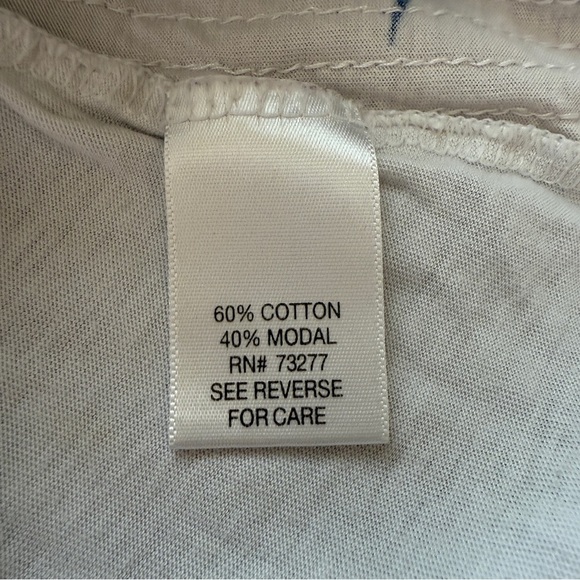 60% COTTON
40% MODAL
RN# 73277
SEE REVERSE
FOR CARE